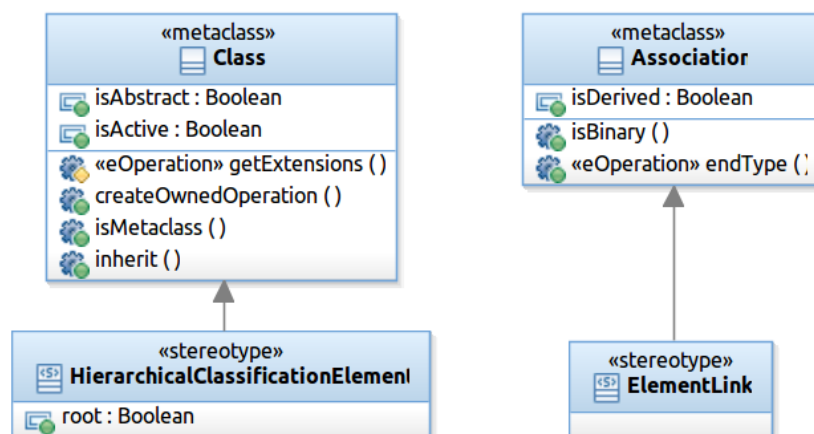 «metaclass»
Class
isAbstract : Boolean
isActive : Boolean
«eOperation» getExtensions ( )
createOwnedOperation ( )
isMetaclass ( )
inherit ( )
«metaclass»
Association
isDerived : Boolean
isBinary ( )
«eOperation» endType ( )
«stereotype»
HierarchicalClassificationElement
root : Boolean
«stereotype»
ElementLink